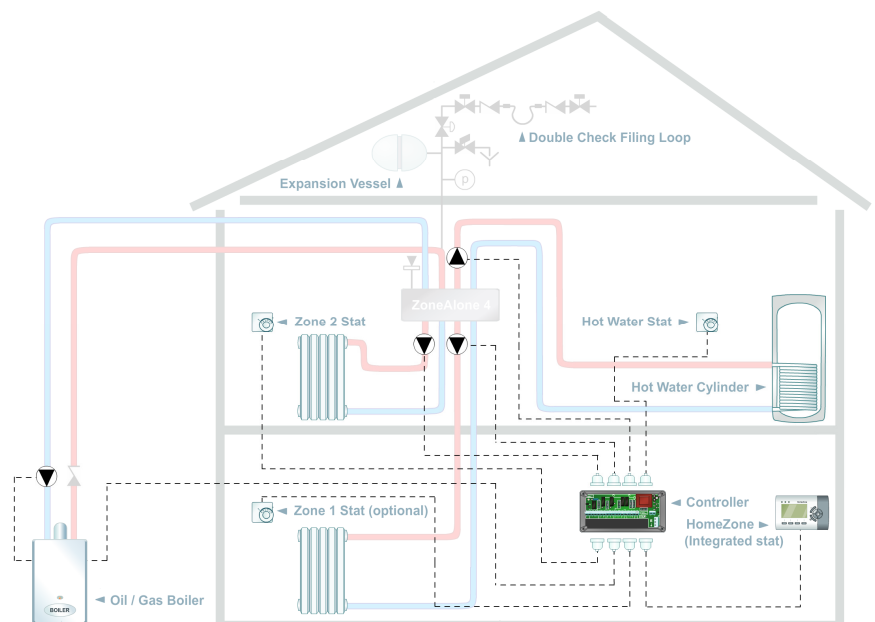 Double Check Filing Loop
Expansion Vessel
p
ZoneAlone 4
Zone 2 Stat
Hot Water Stat
Hot Water Cylinder
Controller
Zone 1 Stat (optional)
HomeZone
(Integrated stat)
Oil / Gas Boiler
BOILER